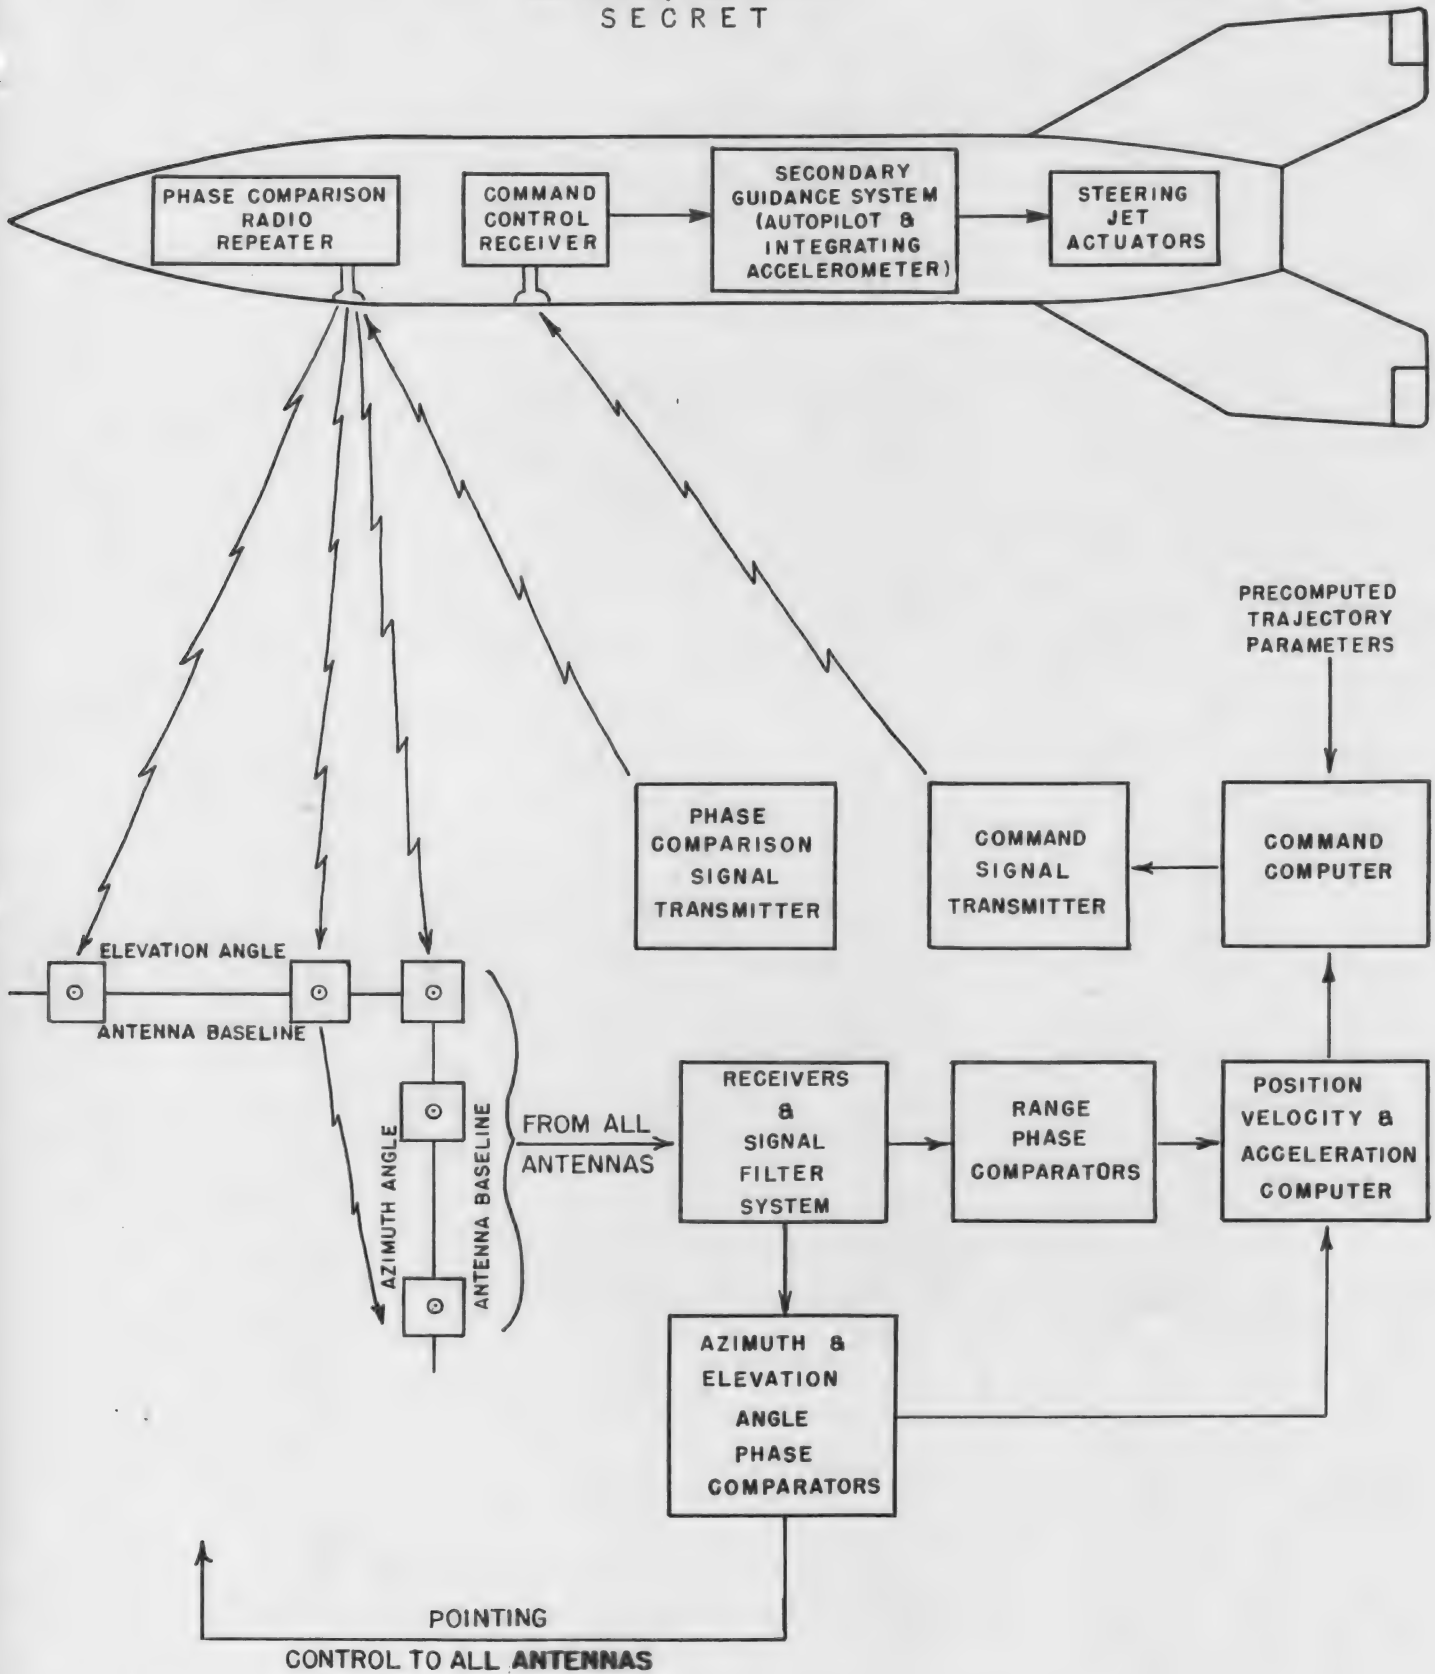 SECRET
PHASE COMPARISON
RADIO
REPEATER
COMMAND
CONTROL
RECEIVER
SECONDARY
GUIDANCE SYSTEM
(AUTOPILOT &
INTEGRATING
ACCELEROMETER)
STEERING
JET
ACTUATORS
PRECOMPUTED
TRAJECTORY
PARAMETERS
PHASE
COMPARISON
SIGNAL
TRANSMITTER
COMMAND
SIGNAL
TRANSMITTER
COMMAND
COMPUTER
ELEVATION ANGLE
ANTENNA BASELINE
AZIMUTH ANGLE
ANTENNA BASELINE
FROM ALL
ANTENNAS
RECEIVERS
&
SIGNAL
FILTER
SYSTEM
RANGE
PHASE
COMPARATORS
POSITION
VELOCITY &
ACCELERATION
COMPUTER
AZIMUTH &
ELEVATION
ANGLE
PHASE
COMPARATORS
POINTING
CONTROL TO ALL ANTENNAS